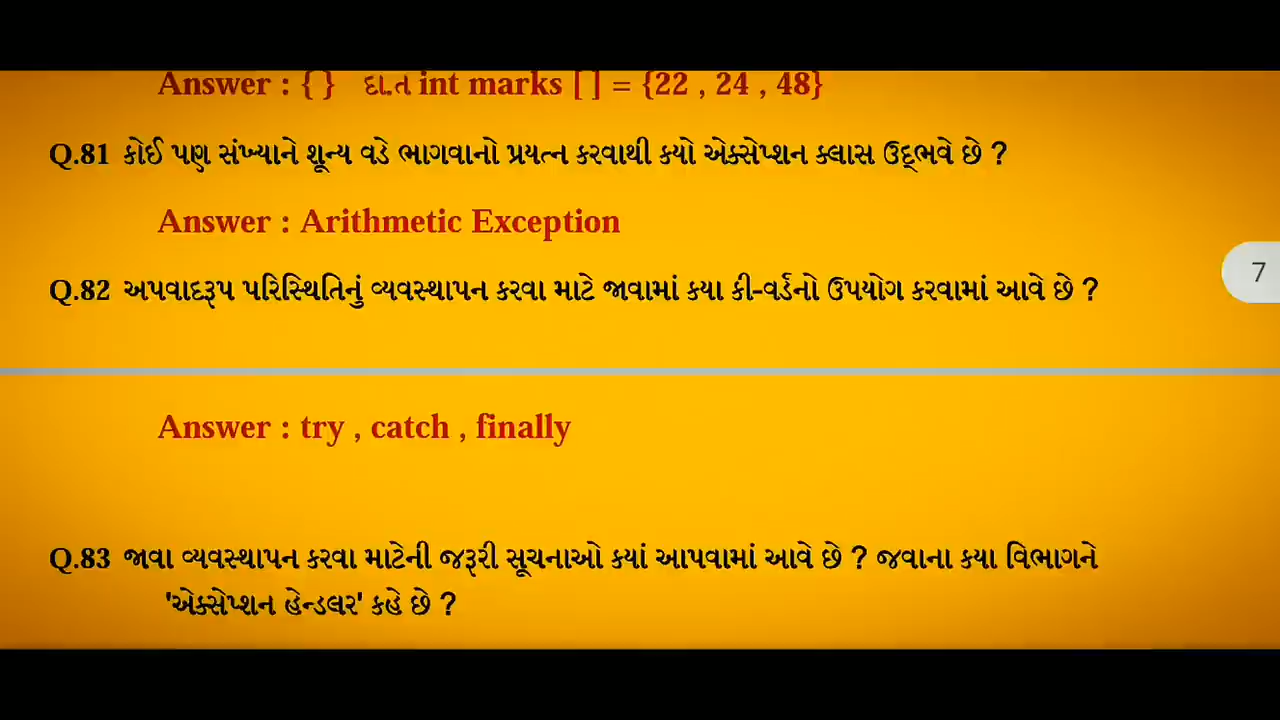 Answer : { } દા.ત int marks [ ] = {22 , 24 , 48}
Q.81 કોઈ પણ સંખ્યાને શૂન્ય વડે ભાગવાનો પ્રયત્ન કરવાથી કયો એક્સેપ્શન ક્લાસ ઉદ્ભવે છે ?
Answer : Arithmetic Exception
Q.82 અપવાદરૂપ પરિસ્થિતિનું વ્યવસ્થાપન કરવા માટે જાવામાં કયા કી-વર્ડનો ઉપયોગ કરવામાં આવે છે ?
7
Answer : try , catch , finally
Q.83 જાવા વ્યવસ્થાપન કરવા માટેની જરૂરી સૂચનાઓ કયાં આપવામાં આવે છે ? જવાના કયા વિભાગને
'એક્સેપ્શન હેન્ડલર' કહે છે ?